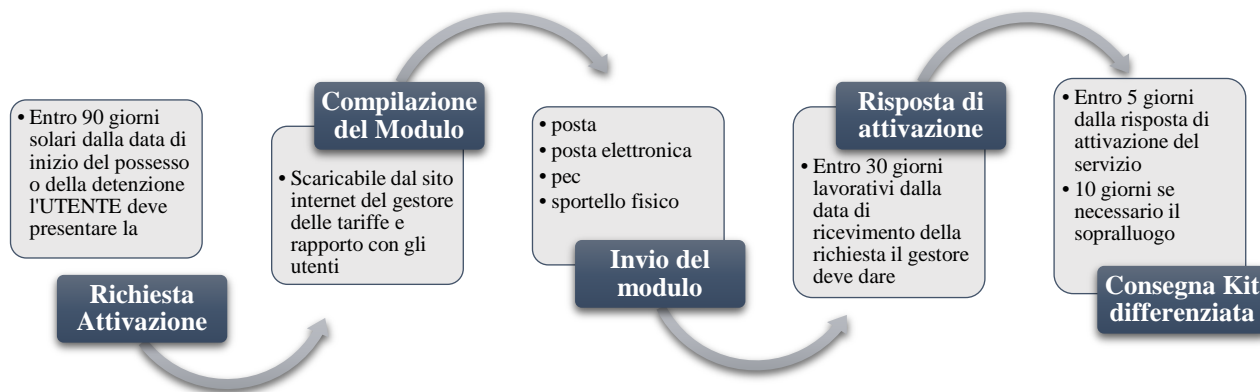 • Entro 90 giorni
solari dalla data di
inizio del possesso
o della detenzione
l'UTENTE deve
presentare la
Richiesta
Attivazione
Compilazione
del Modulo
• Scaricabile dal sito
internet del gestore
delle tariffe e
rapporto con gli
utenti
• posta
• posta elettronica
• pec
• sportello fisico
Invio del
modulo
Risposta di
attivazione
• Entro 30 giorni
lavorativi dalla
data di
ricevimento della
richiesta il gestore
deve dare
• Entro 5 giorni
dalla risposta di
attivazione del
servizio
• 10 giorni se
necessario il
sopralluogo
Consegna Kit
differenziata